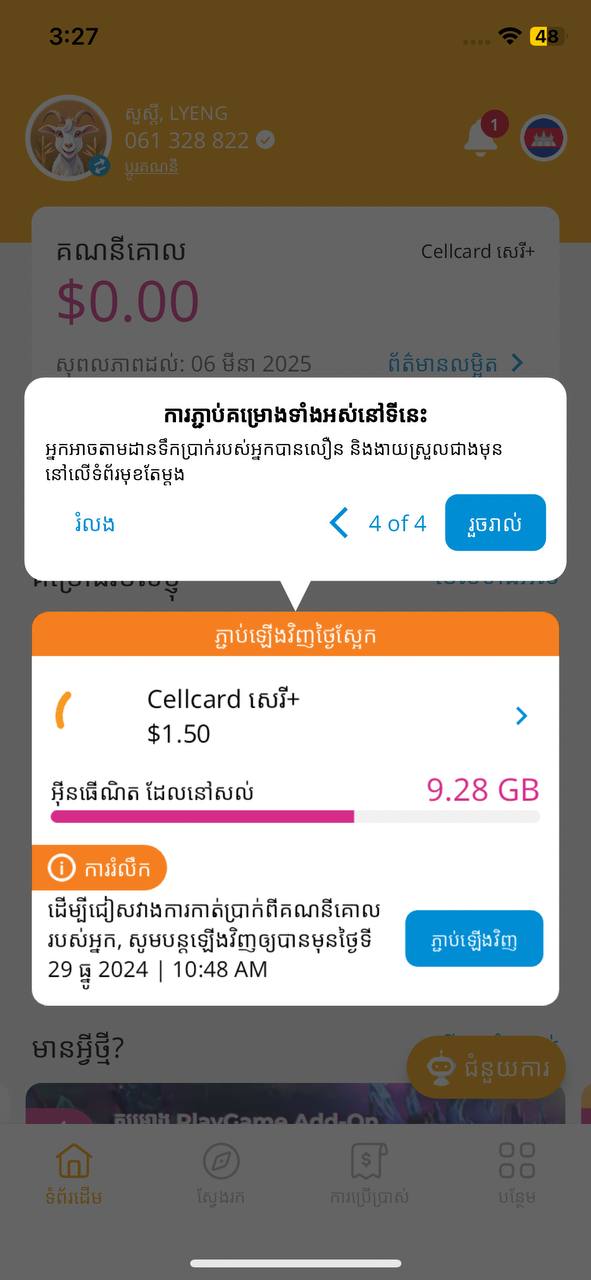 3:27
48
សួស្តី, LYENG
061 328 822
ប្តូរគណនី
1
គណនីគោល
Cellcard សេរី+
$0.00
សុពលភាពដល់: 06 មីនា 2025
ព័ត៌មានលម្អិត
ការភ្ជាប់គម្រោងទាំងអស់នៅទីនេះ
អ្នកអាចតាមដានទឹកប្រាក់របស់អ្នកបានលឿន និងងាយស្រួលជាងមុន
នៅលើទំព័រមុខតែម្តង
រំលង
4 of 4
រួចរាល់
ភ្ជាប់ឡើងវិញថ្ងៃស្អែក
Cellcard សេរី+
$1.50
អ៊ីនធើណិត ដែលនៅសល់
9.28 GB
ការរំលឹក
ដើម្បីជៀសវាងការកាត់ប្រាក់ពីគណនីគោល
របស់អ្នក, សូមបន្តឡើងវិញឲ្យបានមុនថ្ងៃទី
29 ធ្នូ 2024 | 10:48 AM
ភ្ជាប់ឡើងវិញ
មានអ្វីថ្មី?
ជំនួយការ
គម្រោង PlayGame Add-On
ទំព័រដើម
ស្វែងរក
ការប្រើប្រាស់
បន្ថែម